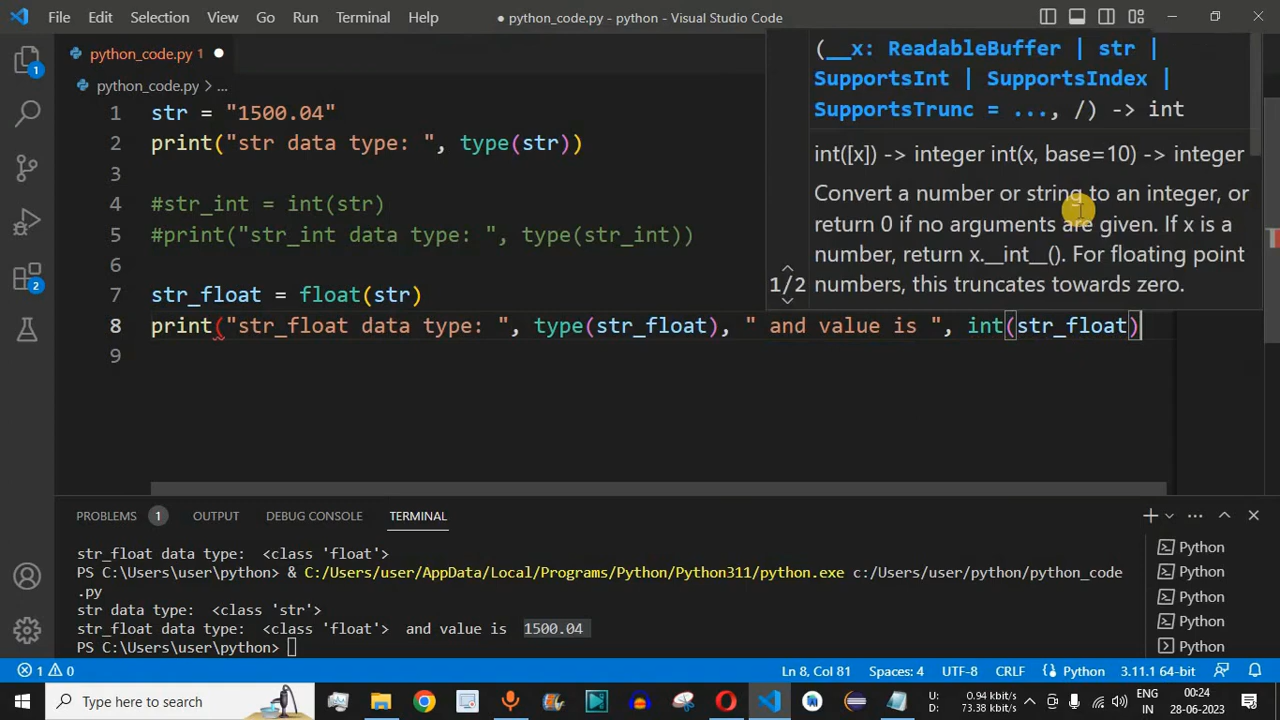 File Edit Selection View Go Run Terminal Help ● python_code.py - python - Visual Studio Code
python_code.py 1 ●
python_code.py > ...
1 str = "1500.04"
2 print("str data type: ", type(str))
3
4 #str_int = int(str)
5 #print("str_int data type: ", type(str_int))
6
7 str_float = float(str)
8 print("str_float data type: ", type(str_float), " and value is ", int(str_float)
9
(__x: ReadableBuffer | str |
SupportsInt | SupportsIndex |
SupportsTrunc = ..., /) -> int
int([x]) -> integer int(x, base=10) -> integer
Convert a number or string to an integer, or
return 0 if no arguments are given. If x is a
number, return x.__int__(). For floating point
numbers, this truncates towards zero.
1/2
1
2
PROBLEMS 1 OUTPUT DEBUG CONSOLE TERMINAL
str_float data type:  <class 'float'>
PS C:\Users\user\python> & C:/Users/user/AppData/Local/Programs/Python/Python311/python.exe c:/Users/user/python/python_code
.py
str data type:  <class 'str'>
str_float data type:  <class 'float'>  and value is  1500.04
PS C:\Users\user\python>
Python
Python
Python
Python
Python
1 0 Ln 8, Col 81 Spaces: 4 UTF-8 CRLF Python 3.11.1 64-bit
Type here to search
U: 0.94 kbit/s
D: 73.38 kbit/s
ENG
IN
00:24
28-06-2023